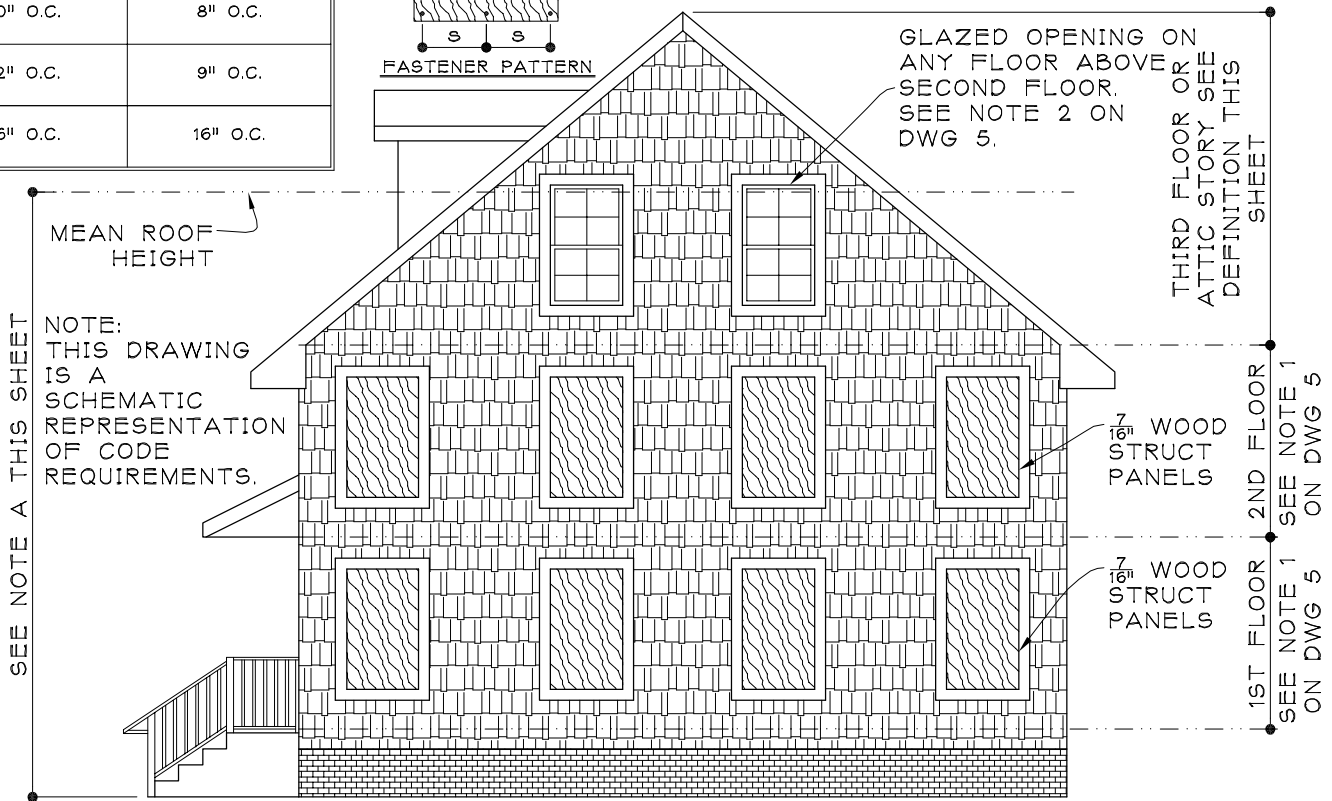 8" O.C.
9" O.C.
16" O.C.
S S
FASTENER PATTERN
GLAZED OPENING ON
ANY FLOOR ABOVE
SECOND FLOOR.
SEE NOTE 2 ON
DWG 5.
THIRD FLOOR OR
ATTIC STORY SEE
DEFINITION THIS
SHEET
MEAN ROOF
HEIGHT
NOTE:
THIS DRAWING
IS A
SCHEMATIC
REPRESENTATION
OF CODE
REQUIREMENTS.
SEE NOTE A THIS SHEET
7/16" WOOD
STRUCT
PANELS
2ND FLOOR
SEE NOTE 1
ON DWG 5
7/16" WOOD
STRUCT
PANELS
1ST FLOOR
SEE NOTE 1
ON DWG 5